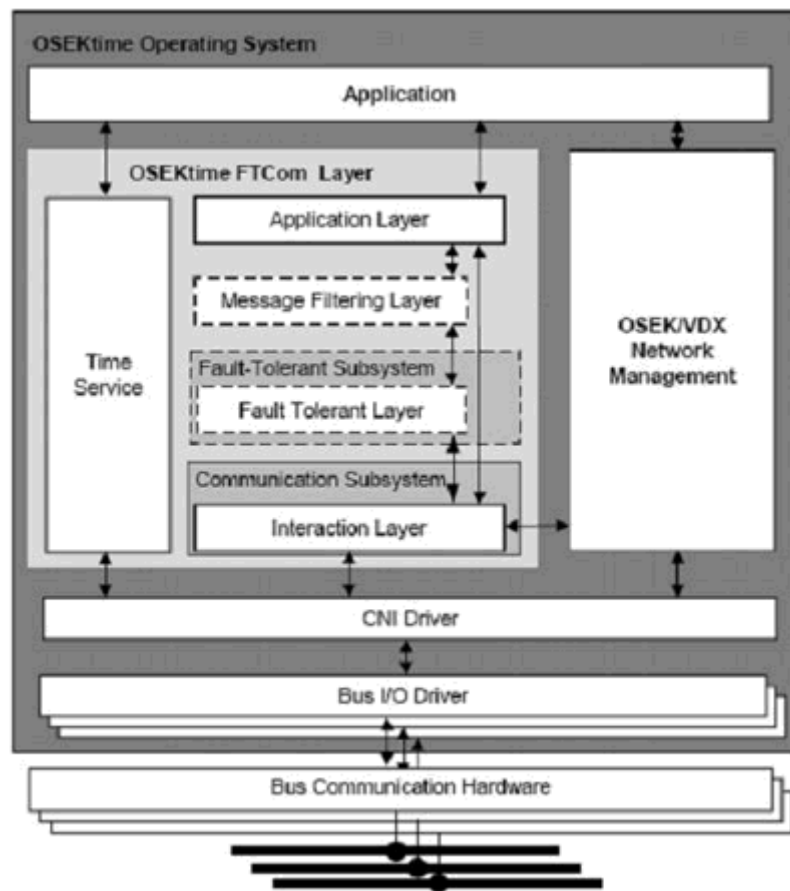 OSEKtime Operating System
Application
OSEKtime FTCom Layer
Time
Service
Application Layer
Message Filtering Layer
Fault-Tolerant Subsystem
Fault Tolerant Layer
Communication Subsystem
Interaction Layer
OSEK/VDX
Network
Management
CNI Driver
Bus I/O Driver
Bus Communication Hardware